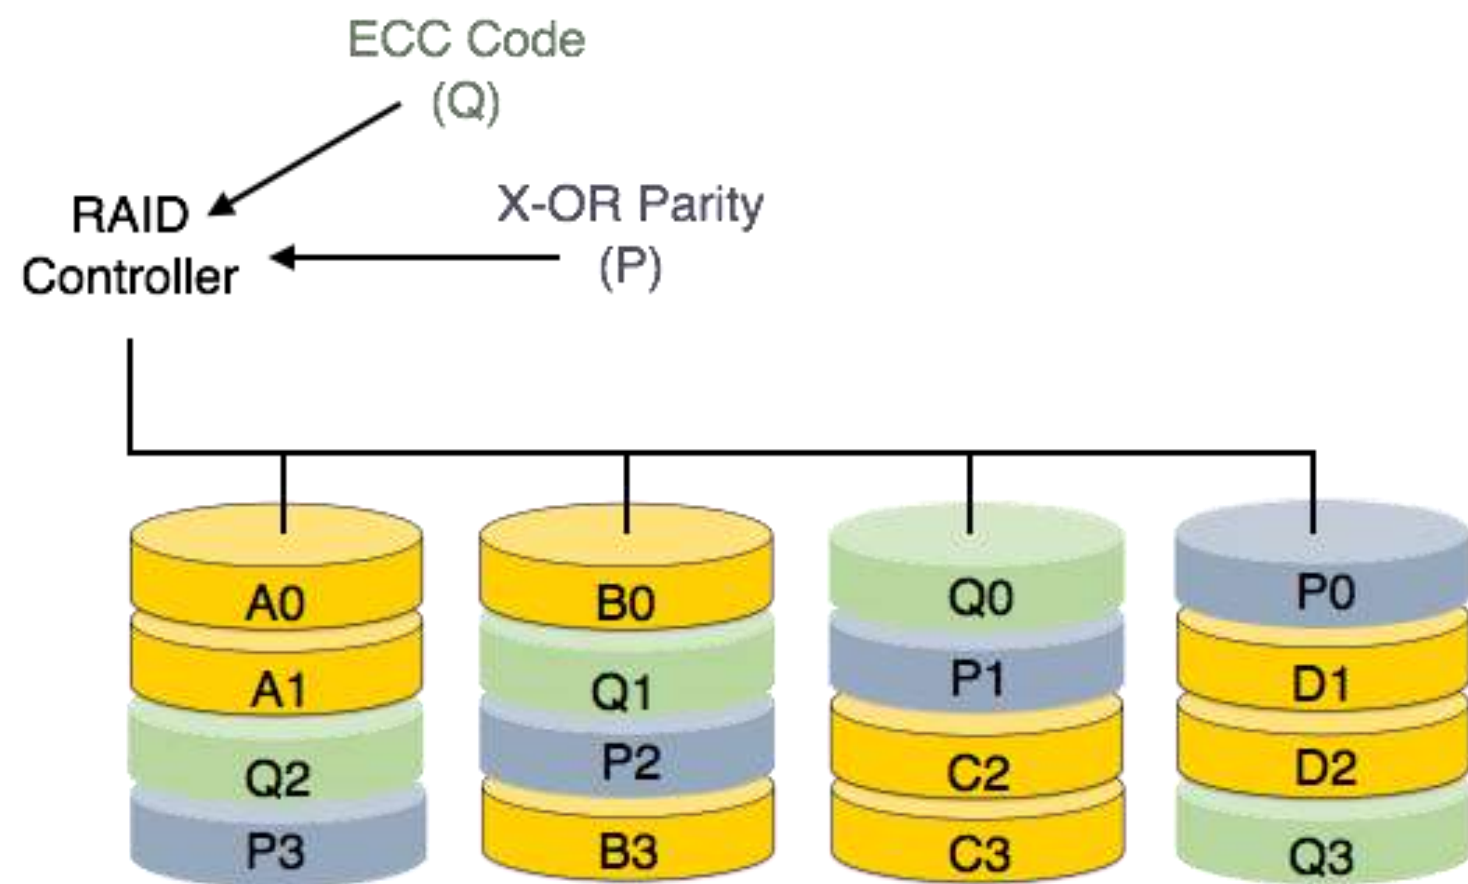 ECC Code
(Q)
RAID
Controller
X-OR Parity
(P)
A0 B0 Q0 P0
A1 Q1 P1 D1
Q2 P2 C2 D2
P3 B3 C3 Q3